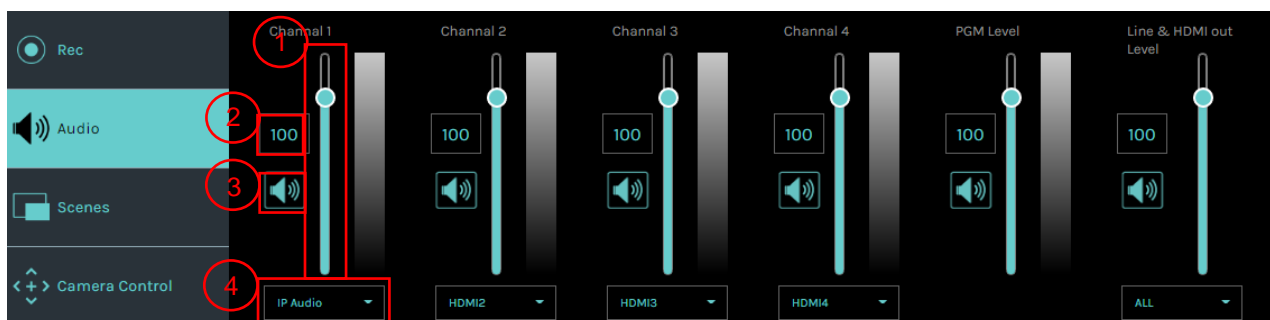 Rec
Audio
Scenes
Camera Control
1
2
3
4
Channal 1
100
IP Audio
Channal 2
100
HDMI2
Channal 3
100
HDMI3
Channal 4
100
HDMI4
PGM Level
100
Line & HDMI out
Level
100
ALL